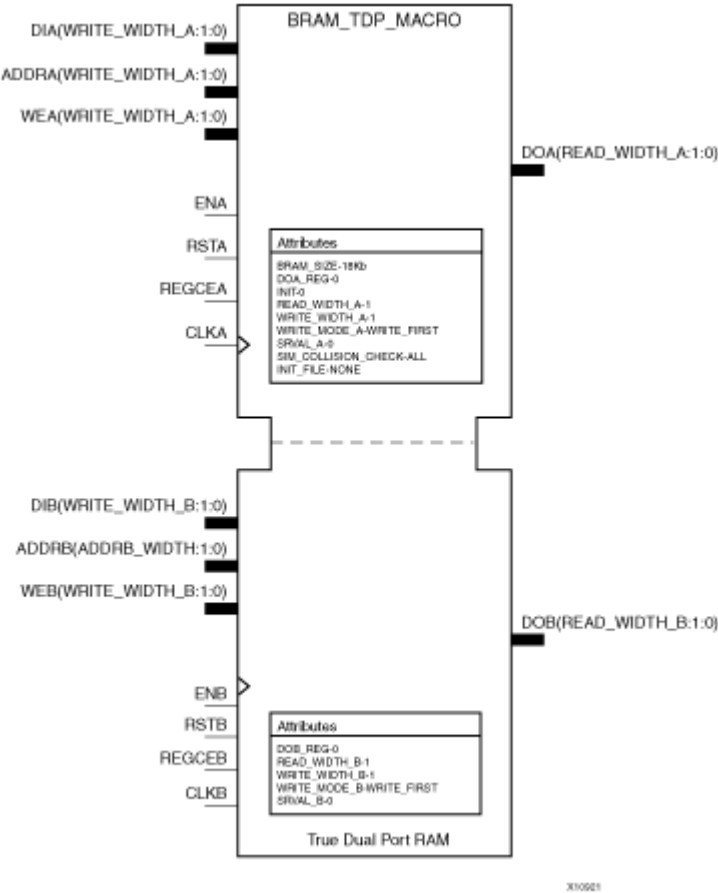 BRAM_TDP_MACRO
DIA(WRITE_WIDTH_A:1:0)
ADDRA(WRITE_WIDTH_A:1:0)
WEA(WRITE_WIDTH_A:1:0)
DOA(READ_WIDTH_A:1:0)
ENA
RSTA
REGCEA
CLKA
Attributes
BRAM_SIZE-18Kb
DOA_REG-0
INIT-0
READ_WIDTH_A-1
WRITE_WIDTH_A-1
WRITE_MODE_A-WRITE_FIRST
SRVAL_A-0
SIM_COLLISION_CHECK-ALL
INIT_FILE-NONE
DIB(WRITE_WIDTH_B:1:0)
ADDRB(ADDRB_WIDTH:1:0)
WEB(WRITE_WIDTH_B:1:0)
DOB(READ_WIDTH_B:1:0)
ENB
RSTB
REGCEB
CLKB
Attributes
DOB_REG-0
READ_WIDTH_B-1
WRITE_WIDTH_B-1
WRITE_MODE_B-WRITE_FIRST
SRVAL_B-0
True Dual Port RAM
X10921